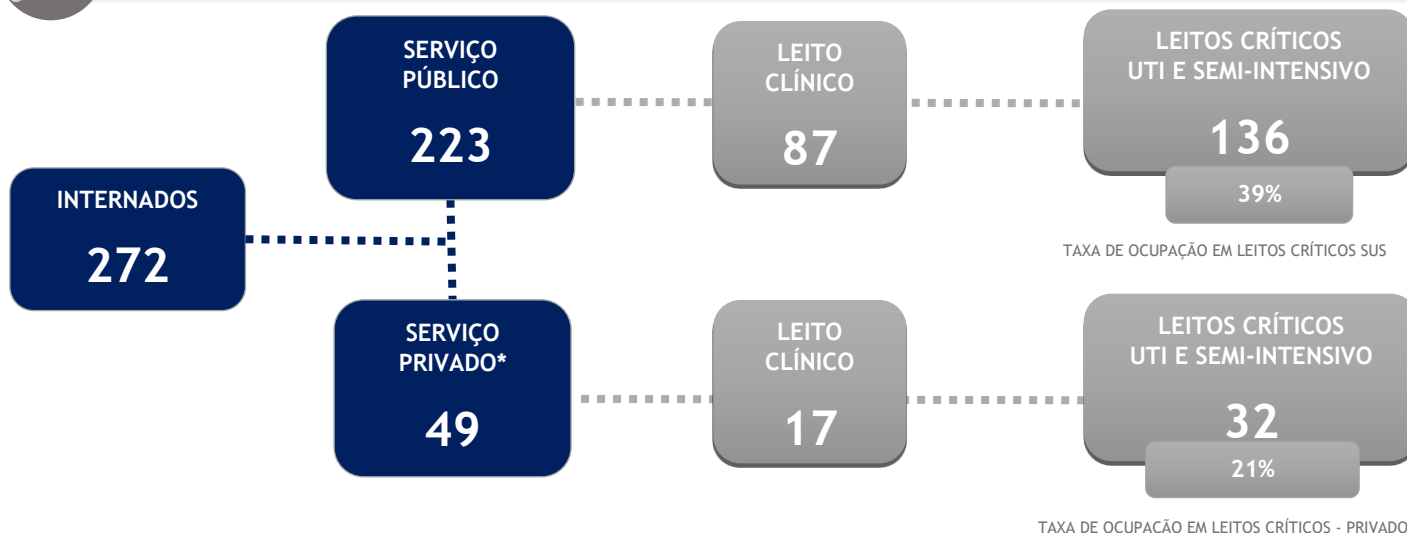 SERVIÇO
PÚBLICO
223
LEITO
CLÍNICO
87
LEITOS CRÍTICOS
UTI E SEMI-INTENSIVO
136
39%
TAXA DE OCUPAÇÃO EM LEITOS CRÍTICOS SUS
INTERNADOS
272
SERVIÇO
PRIVADO*
49
LEITO
CLÍNICO
17
LEITOS CRÍTICOS
UTI E SEMI-INTENSIVO
32
21%
TAXA DE OCUPAÇÃO EM LEITOS CRÍTICOS - PRIVADO